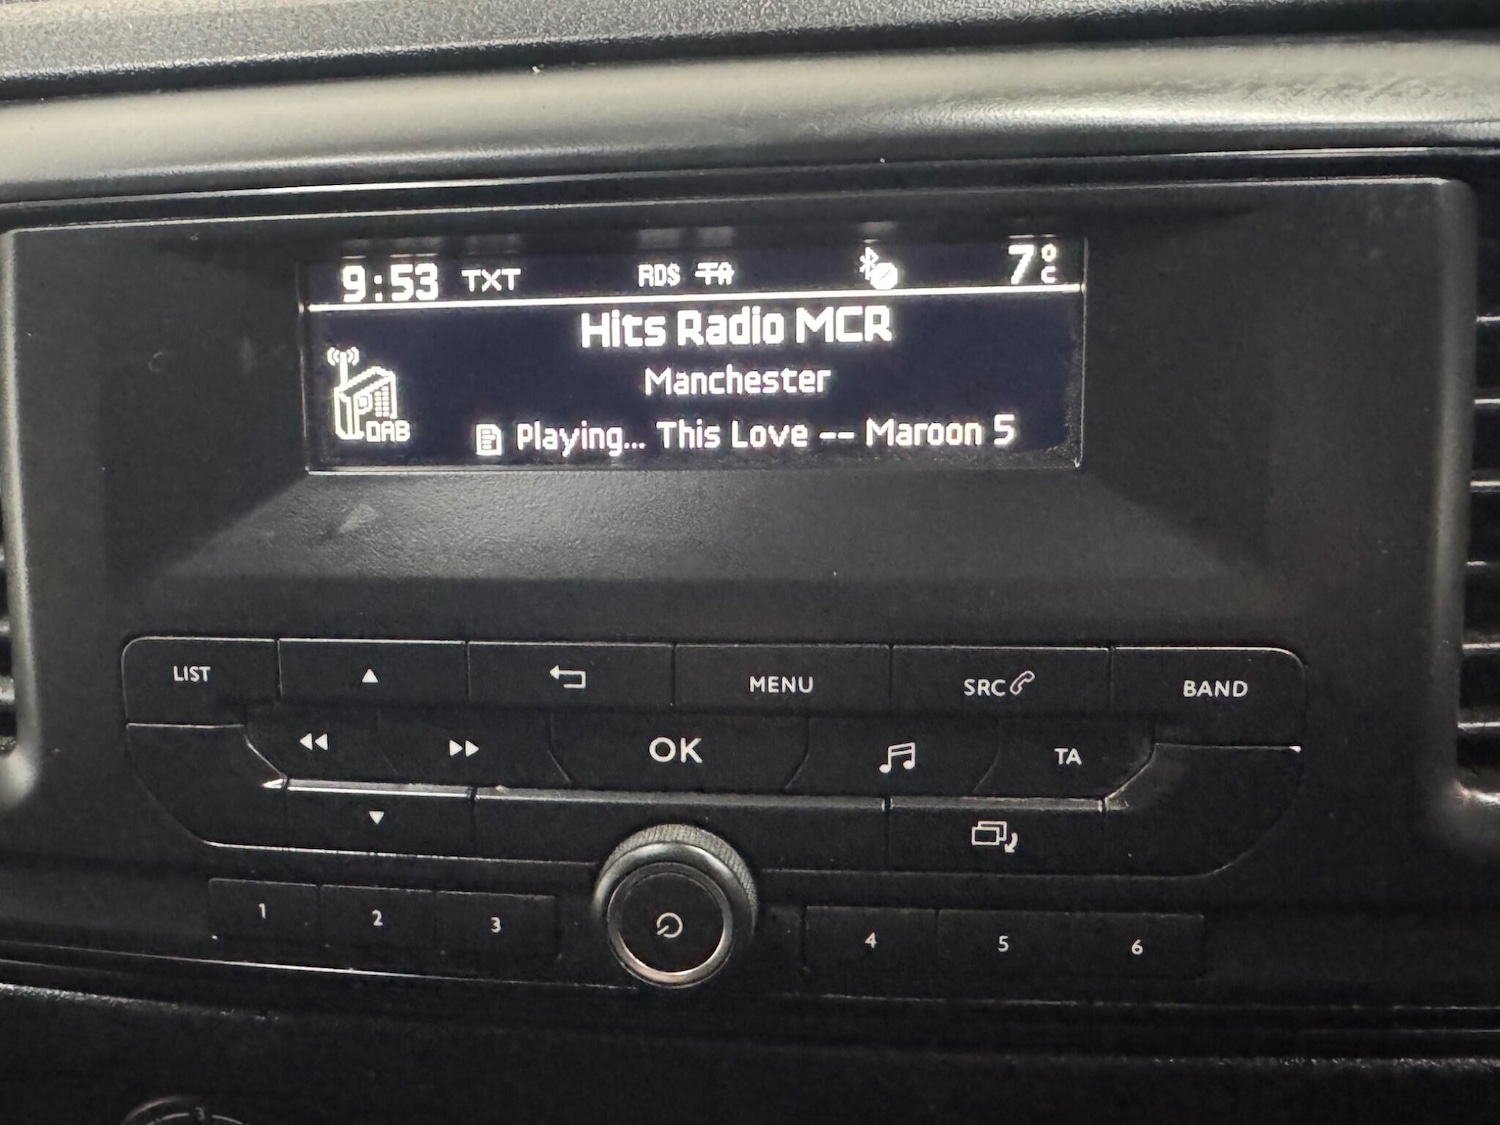 9:53 TXT RDS TA 7°C
Hits Radio MCR
Manchester
DAB
Playing... This Love -- Maroon 5
LIST MENU SRC BAND
OK TA
1 2 3 4 5 6
3